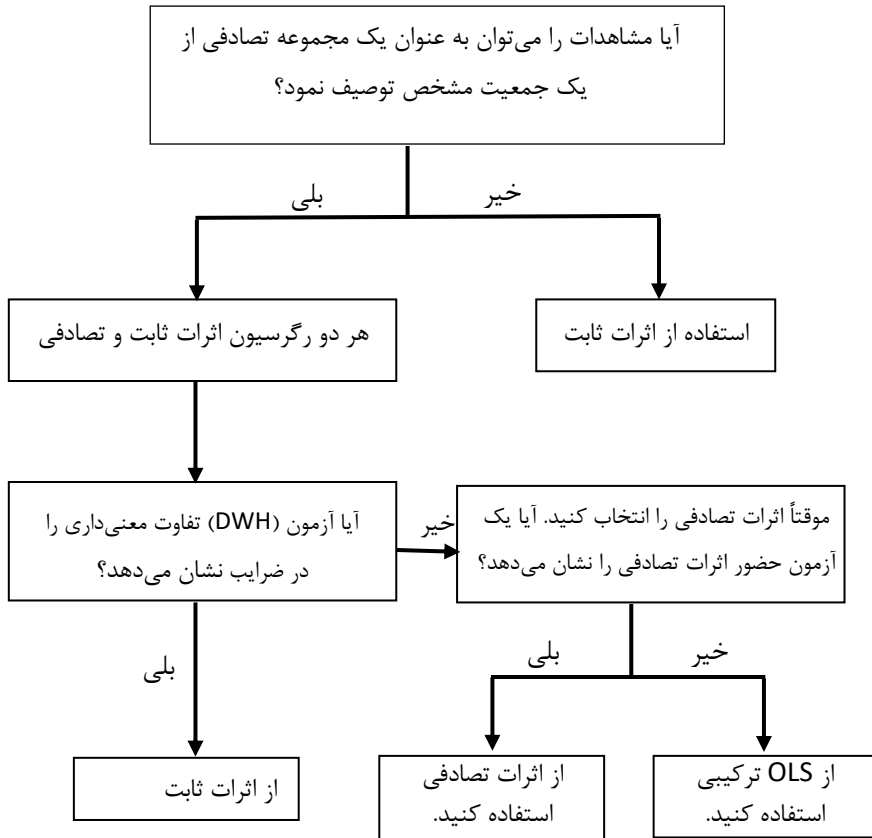 آیا مشاهدات را می‌توان به عنوان یک مجموعه تصادفی از
یک جمعیت مشخص توصیف نمود؟
خیر
بلی
استفاده از اثرات ثابت
هر دو رگرسیون اثرات ثابت و تصادفی
آیا آزمون (DWH) تفاوت معنی‌داری را
در ضرایب نشان می‌دهد؟
خیر
موقتاً اثرات تصادفی را انتخاب کنید. آیا یک
آزمون حضور اثرات تصادفی را نشان می‌دهد؟
بلی
خیر
بلی
از اثرات ثابت
از اثرات تصادفی
استفاده کنید.
از OLS ترکیبی
استفاده کنید.